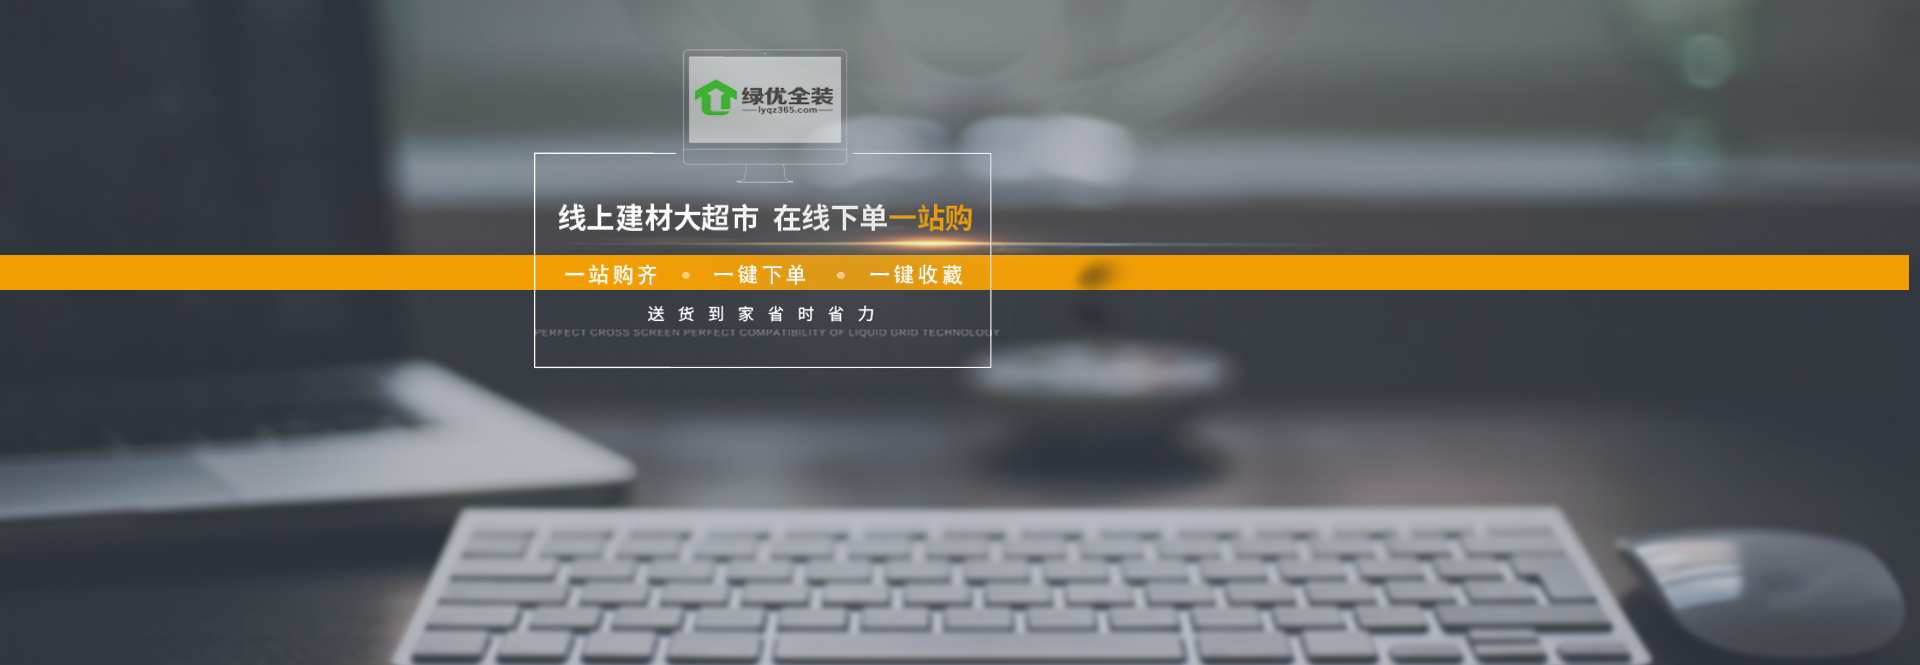 绿优全装
lyqz365.com
线上建材大超市 在线下单一站购
一站购齐 • 一键下单 • 一键收藏
送货到家省时省力
PERFECT CROSS SCREEN PERFECT COMPATIBILITY OF LIQUID GRID TECHNOLOGY